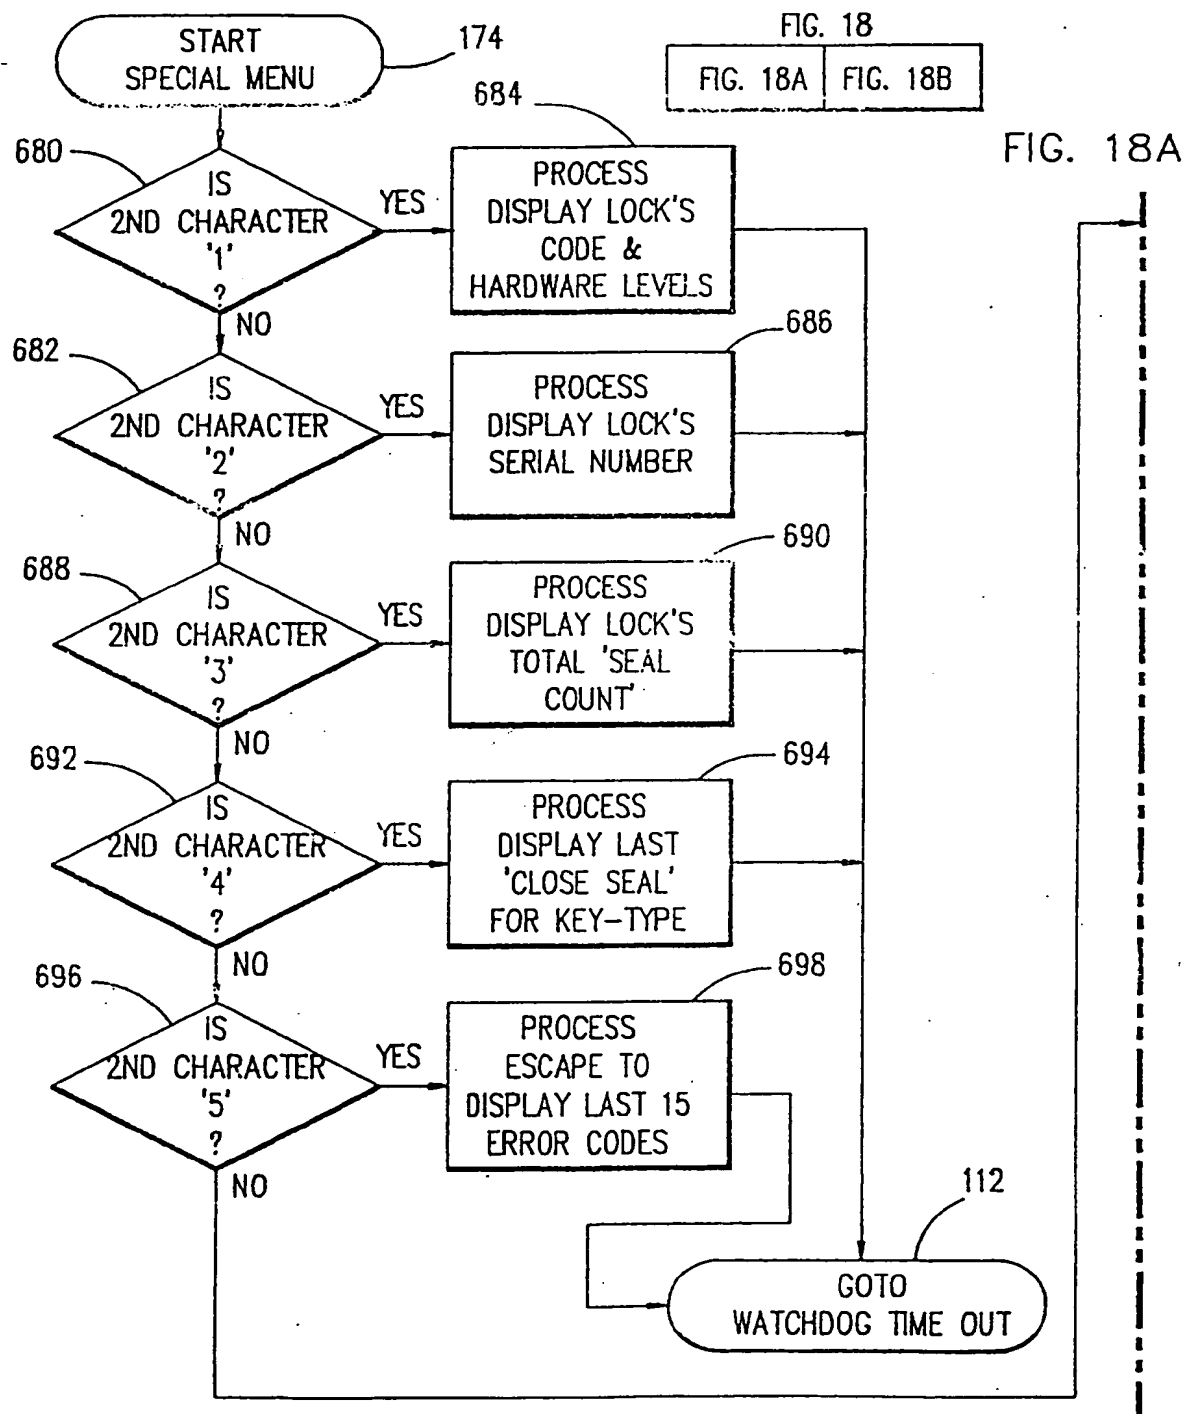 START
SPECIAL MENU
174
FIG. 18
FIG. 18A
FIG. 18B
FIG. 18A
680
IS
2ND CHARACTER
'1'
?
YES
NO
684
PROCESS
DISPLAY LOCK'S
CODE &
HARDWARE LEVELS
682
IS
2ND CHARACTER
'2'
?
YES
NO
686
PROCESS
DISPLAY LOCK'S
SERIAL NUMBER
688
IS
2ND CHARACTER
'3'
?
YES
NO
690
PROCESS
DISPLAY LOCK'S
TOTAL 'SEAL
COUNT'
692
IS
2ND CHARACTER
'4'
?
YES
NO
694
PROCESS
DISPLAY LAST
'CLOSE SEAL'
FOR KEY-TYPE
696
IS
2ND CHARACTER
'5'
?
YES
NO
698
PROCESS
ESCAPE TO
DISPLAY LAST 15
ERROR CODES
112
GOTO
WATCHDOG TIME OUT